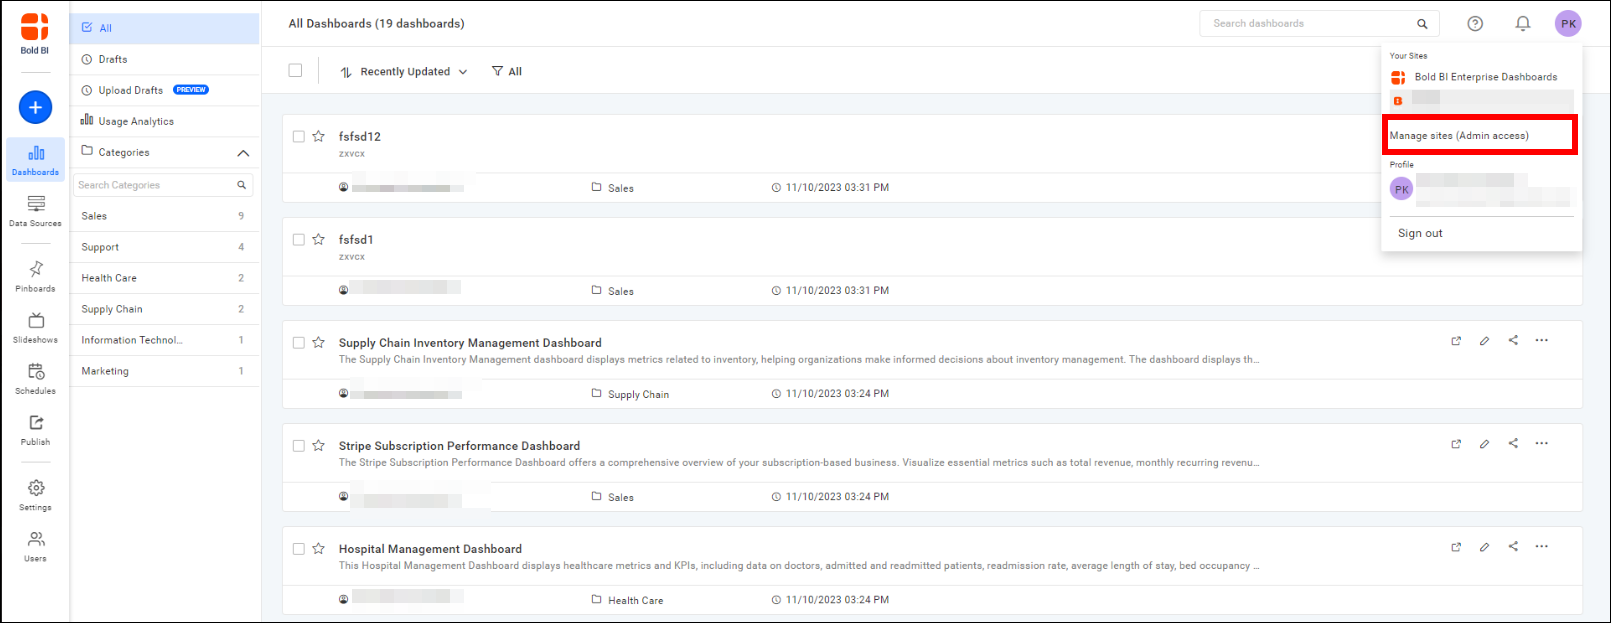 Bold BI
Dashboards
Data Sources
Pinboards
Slideshows
Schedules
Publish
Settings
Users
All
Drafts
Upload Drafts PREVIEW
Usage Analytics
Categories
Search Categories
Sales 9
Support 4
Health Care 2
Supply Chain 2
Information Technol... 1
Marketing 1
All Dashboards (19 dashboards)
Search dashboards
PK
Recently Updated
All
fsfsd12
zxvcx
Sales 11/10/2023 03:31 PM
fsfsd1
zxvcx
Sales 11/10/2023 03:31 PM
Supply Chain Inventory Management Dashboard
The Supply Chain Inventory Management dashboard displays metrics related to inventory, helping organizations make informed decisions about inventory management. The dashboard displays th...
Supply Chain 11/10/2023 03:24 PM
Stripe Subscription Performance Dashboard
The Stripe Subscription Performance Dashboard offers a comprehensive overview of your subscription-based business. Visualize essential metrics such as total revenue, monthly recurring revenu...
Sales 11/10/2023 03:24 PM
Hospital Management Dashboard
This Hospital Management Dashboard displays healthcare metrics and KPIs, including data on doctors, admitted and readmitted patients, readmission rate, average length of stay, bed occupancy ...
Health Care 11/10/2023 03:24 PM
Your Sites
Bold BI Enterprise Dashboards
Manage sites (Admin access)
Profile
PK
Sign out